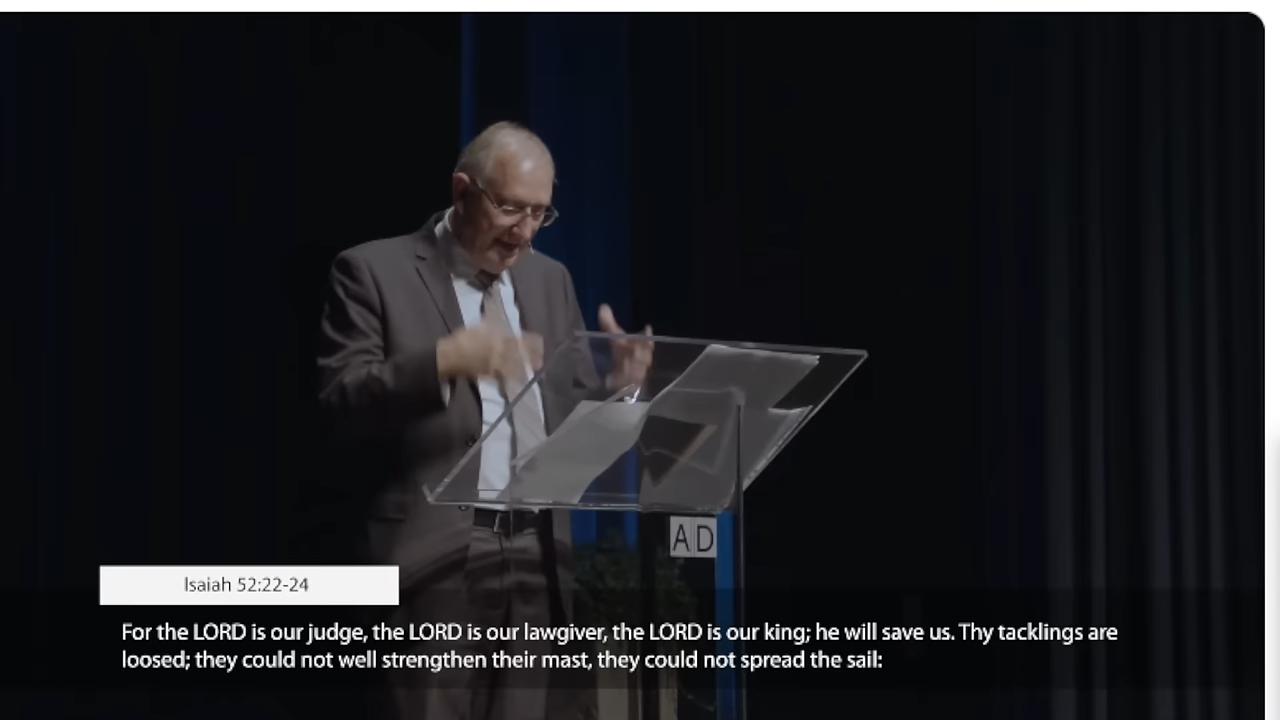 AD
Isaiah 52:22-24
For the LORD is our judge, the LORD is our lawgiver, the LORD is our king; he will save us. Thy tacklings are
loosed; they could not well strengthen their mast, they could not spread the sail: